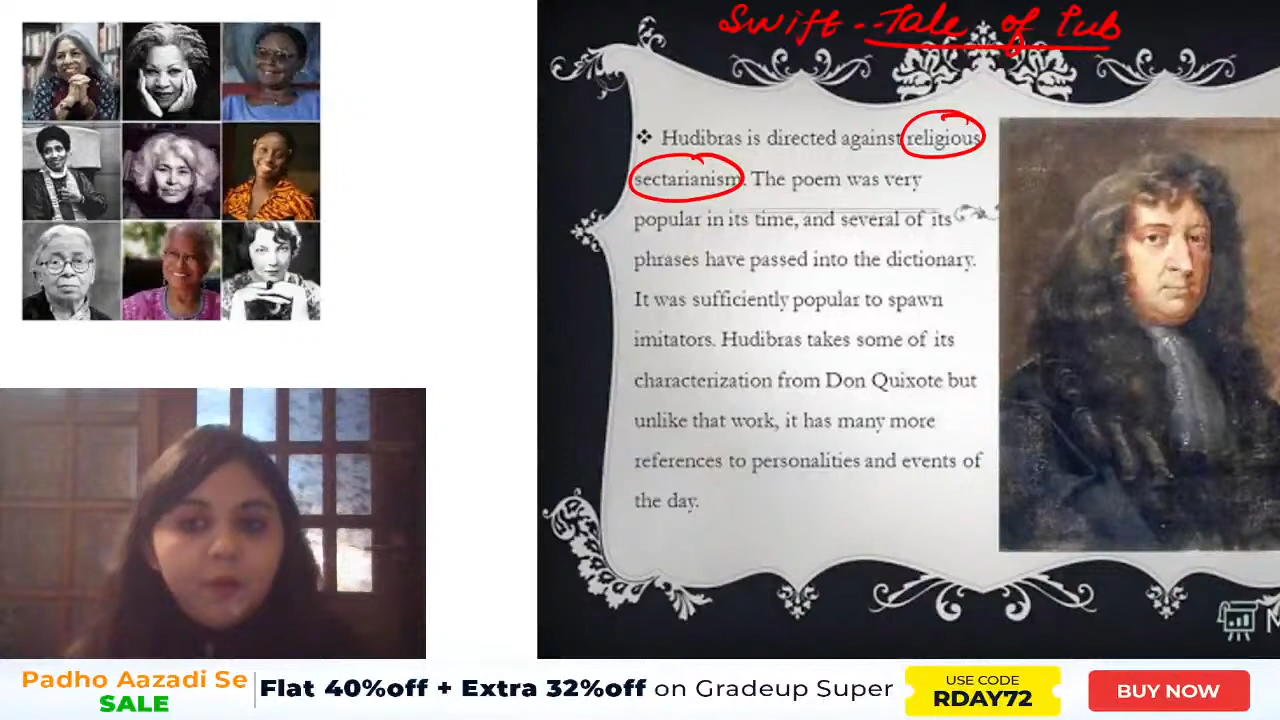 Swift - Tale of Tub
❖ Hudibras is directed against religious
sectarianism. The poem was very
popular in its time, and several of its
phrases have passed into the dictionary.
It was sufficiently popular to spawn
imitators. Hudibras takes some of its
characterization from Don Quixote but
unlike that work, it has many more
references to personalities and events of
the day.
M
Padho Aazadi Se
SALE
Flat 40%off + Extra 32%off on Gradeup Super
USE CODE
RDAY72
BUY NOW